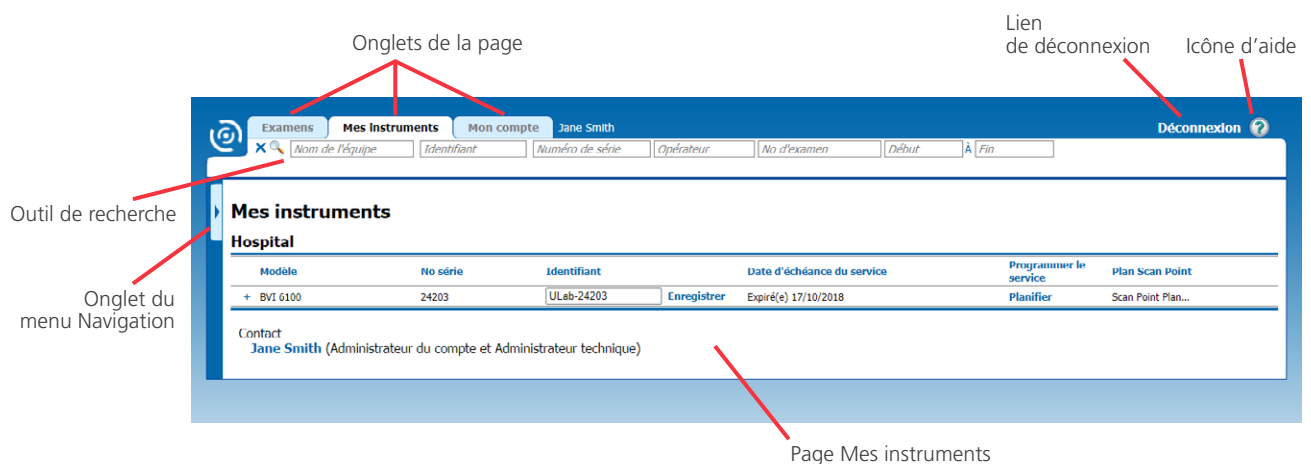 Lien
de déconnexion
Icône d'aide
Onglets de la page
Examens Mes instruments Mon compte Jane Smith Déconnexion ?
Nom de l'équipe Identifiant Numéro de série Opérateur No d'examen Début À Fin
Outil de recherche
Mes instruments
Hospital
Modèle No série Identifiant Date d'échéance du service Programmer le service Plan Scan Point
+ BVI 6100 24203 ULab-24203 Enregistrer Expiré(e) 17/10/2018 Planifier Scan Point Plan...
Onglet du
menu Navigation
Contact
Jane Smith (Administrateur du compte et Administrateur technique)
Page Mes instruments